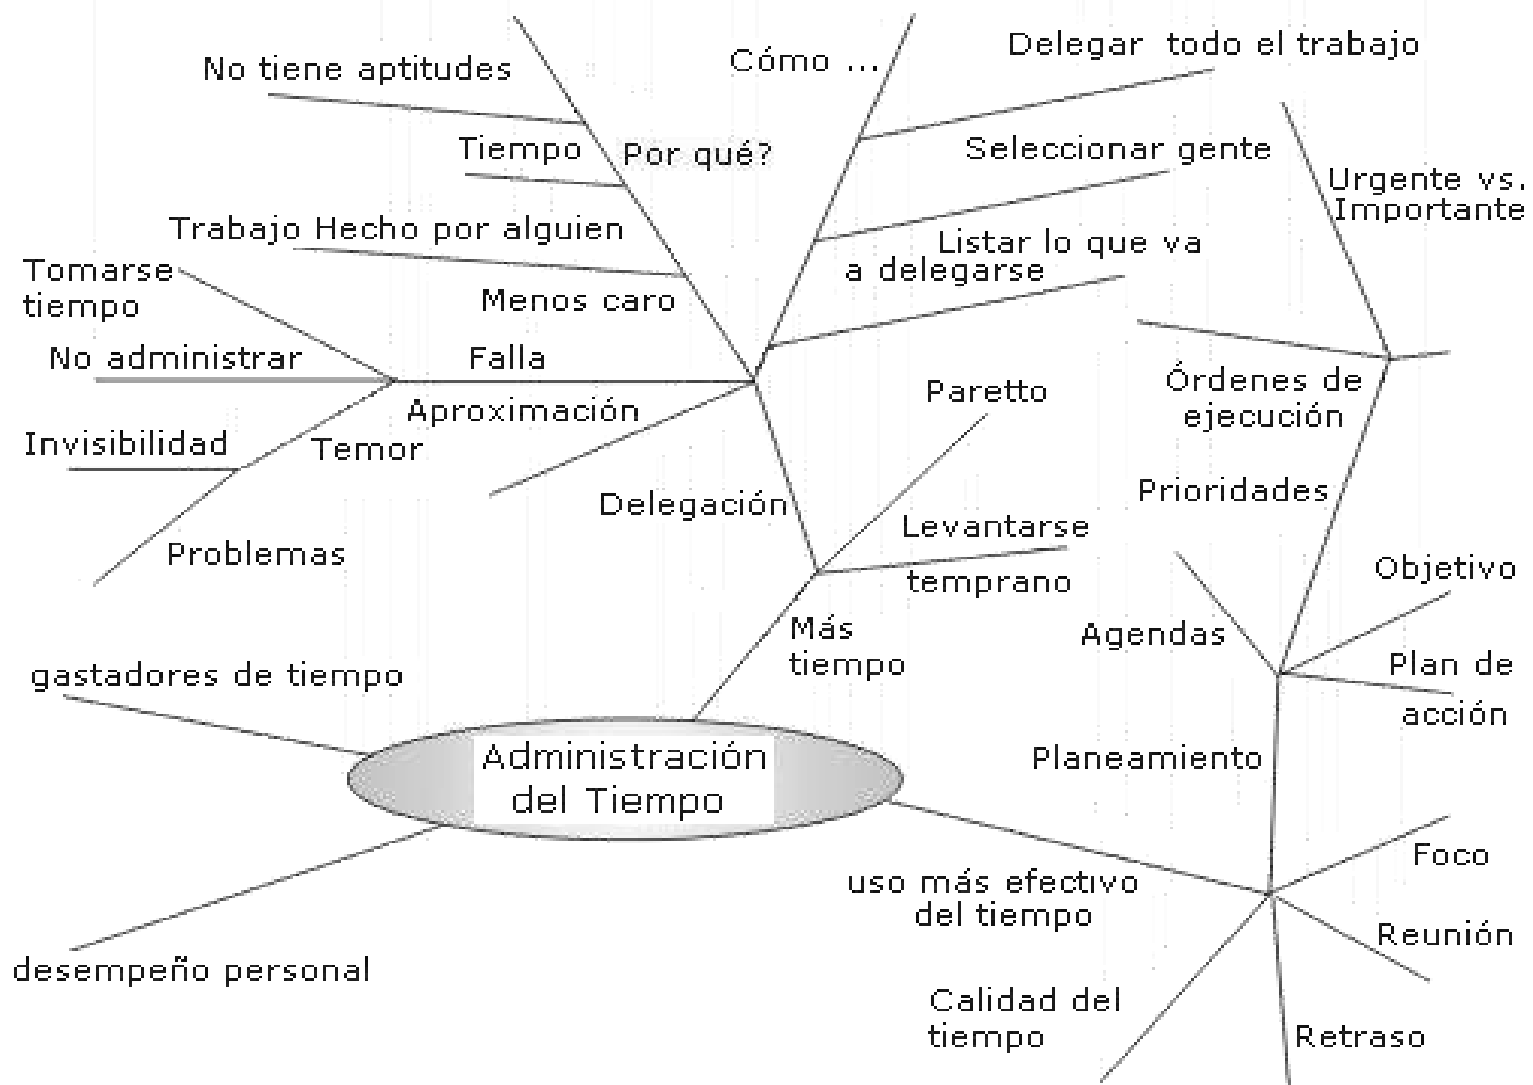 Cómo ...
Delegar todo el trabajo
No tiene aptitudes
Tiempo
Por qué?
Seleccionar gente
Urgente vs.
Importante
Trabajo Hecho por alguien
Listar lo que va
a delegarse
Tomarse
tiempo
Menos caro
No administrar
Falla
Órdenes de
ejecución
Paretto
Aproximación
Invisibilidad
Temor
Prioridades
Delegación
Levantarse
temprano
Problemas
Objetivo
Agendas
Más
tiempo
Plan de
acción
gastadores de tiempo
Administración
del Tiempo
Planeamiento
Foco
uso más efectivo
del tiempo
Reunión
desempeño personal
Calidad del
tiempo
Retraso